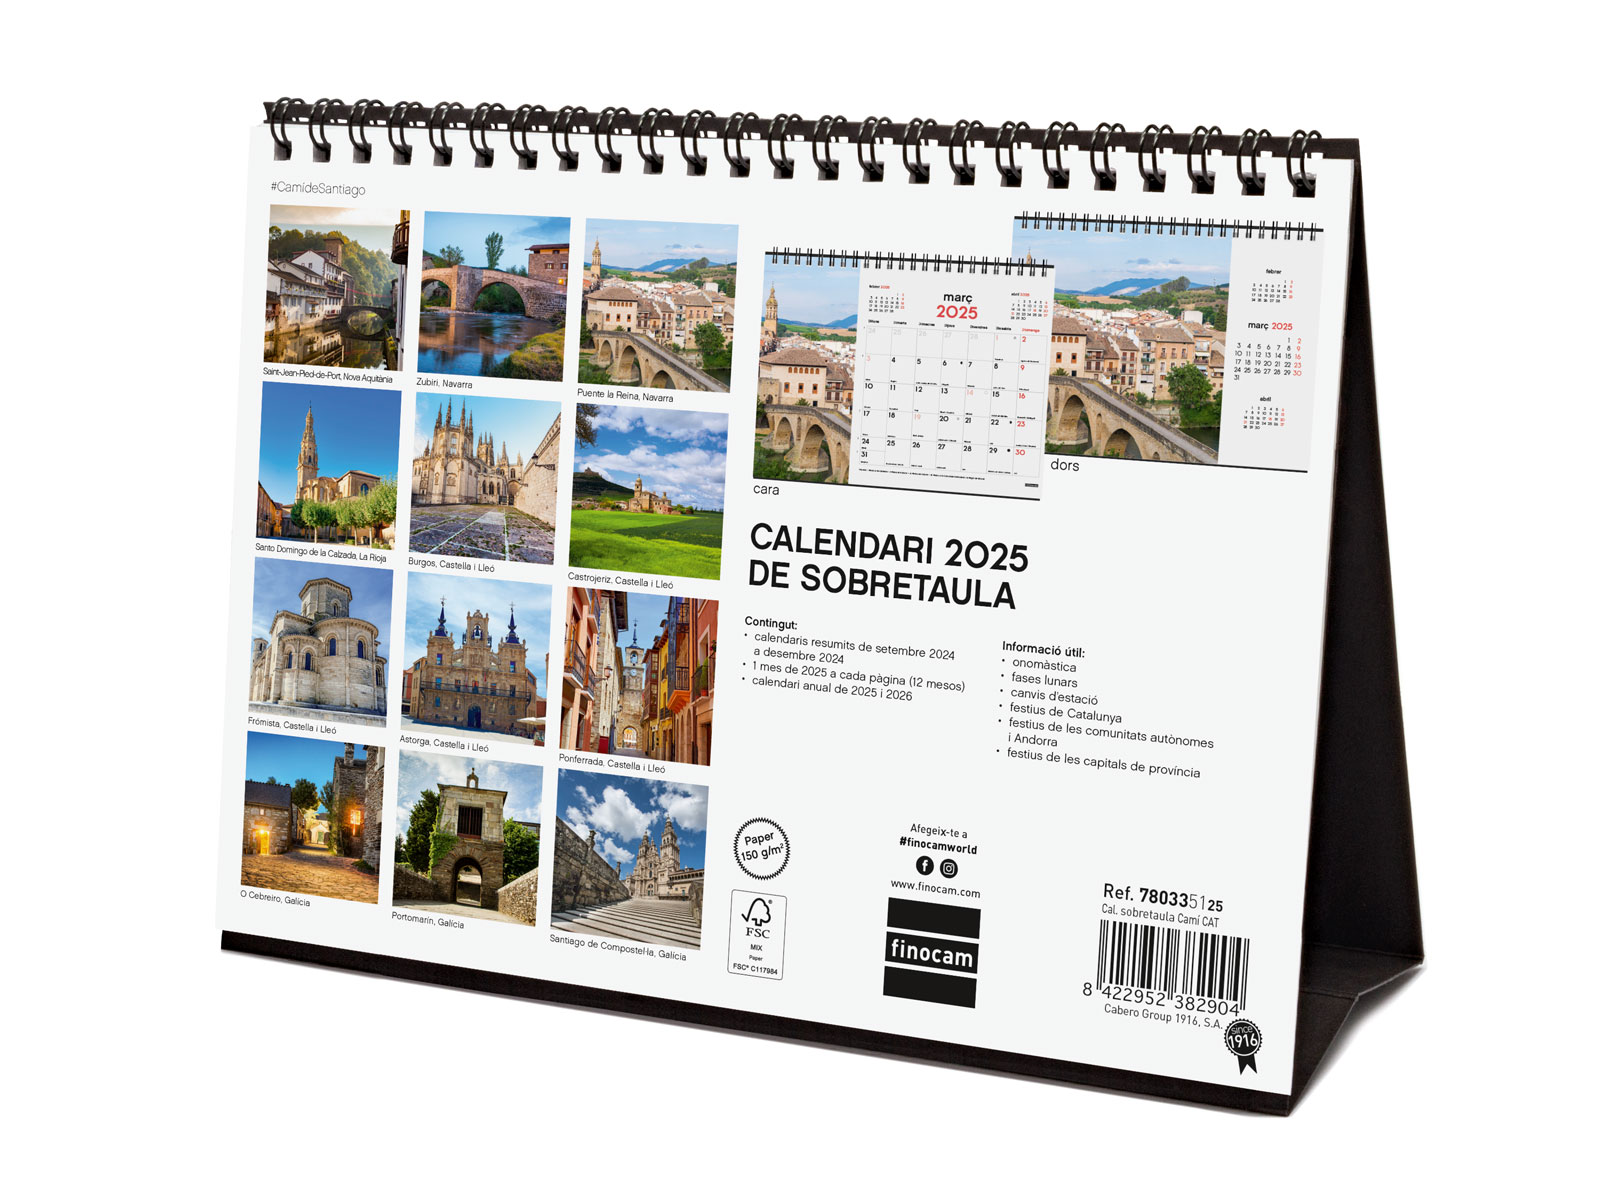 #CamídeSantiago
Saint-Jean-Pied-de-Port, Nova Aquitània
Zubiri, Navarra
Puente la Reina, Navarra
Santo Domingo de la Calzada, La Rioja
Burgos, Castella i Lleó
Castrojeriz, Castella i Lleó
Frómista, Castella i Lleó
Astorga, Castella i Lleó
Ponferrada, Castella i Lleó
O Cebreiro, Galícia
Portomarín, Galícia
Santiago de Compostel·la, Galícia
febrer
març 2025
abril
març
2025
cara
dors
CALENDARI 2025
DE SOBRETAULA
Contingut:
• calendaris resumits de setembre 2024
a desembre 2024
• 1 mes de 2025 a cada pàgina (12 mesos)
• calendari anual de 2025 i 2026
Informació útil:
• onomàstica
• fases lunars
• canvis d'estació
• festius de Catalunya
• festius de les comunitats autònomes
i Andorra
• festius de les capitals de província
Paper
150 g/m²
FSC
MIX
Paper
FSC® C117984
Afegeix-te a
#finocamworld
www.finocam.com
finocam
Ref. 780335125
Cal. sobretaula Camí CAT
8 422952 382904
Cabero Group 1916, S.A.
since
1916